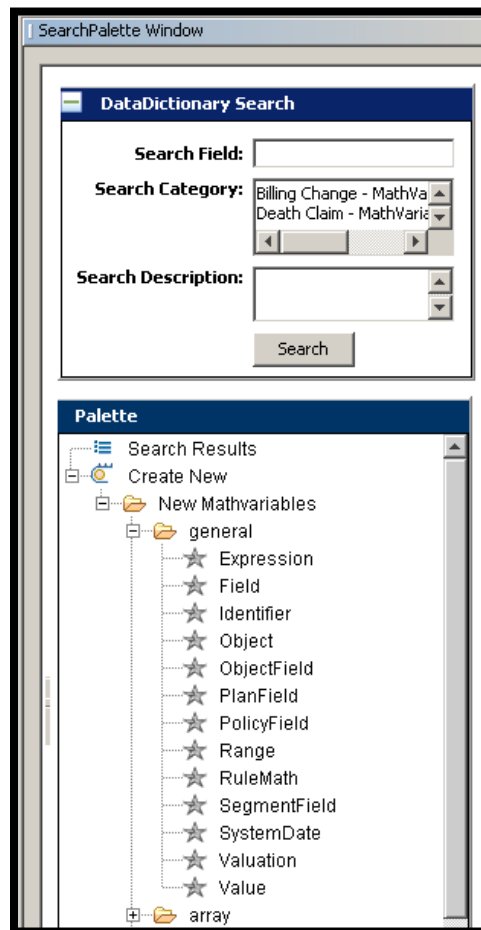 SearchPalette Window
DataDictionary Search
Search Field:
Search Category:
Billing Change - MathVa
Death Claim - MathVaria
Search Description:
Search
Palette
Search Results
Create New
New Mathvariables
general
Expression
Field
Identifier
Object
ObjectField
PlanField
PolicyField
Range
RuleMath
SegmentField
SystemDate
Valuation
Value
array